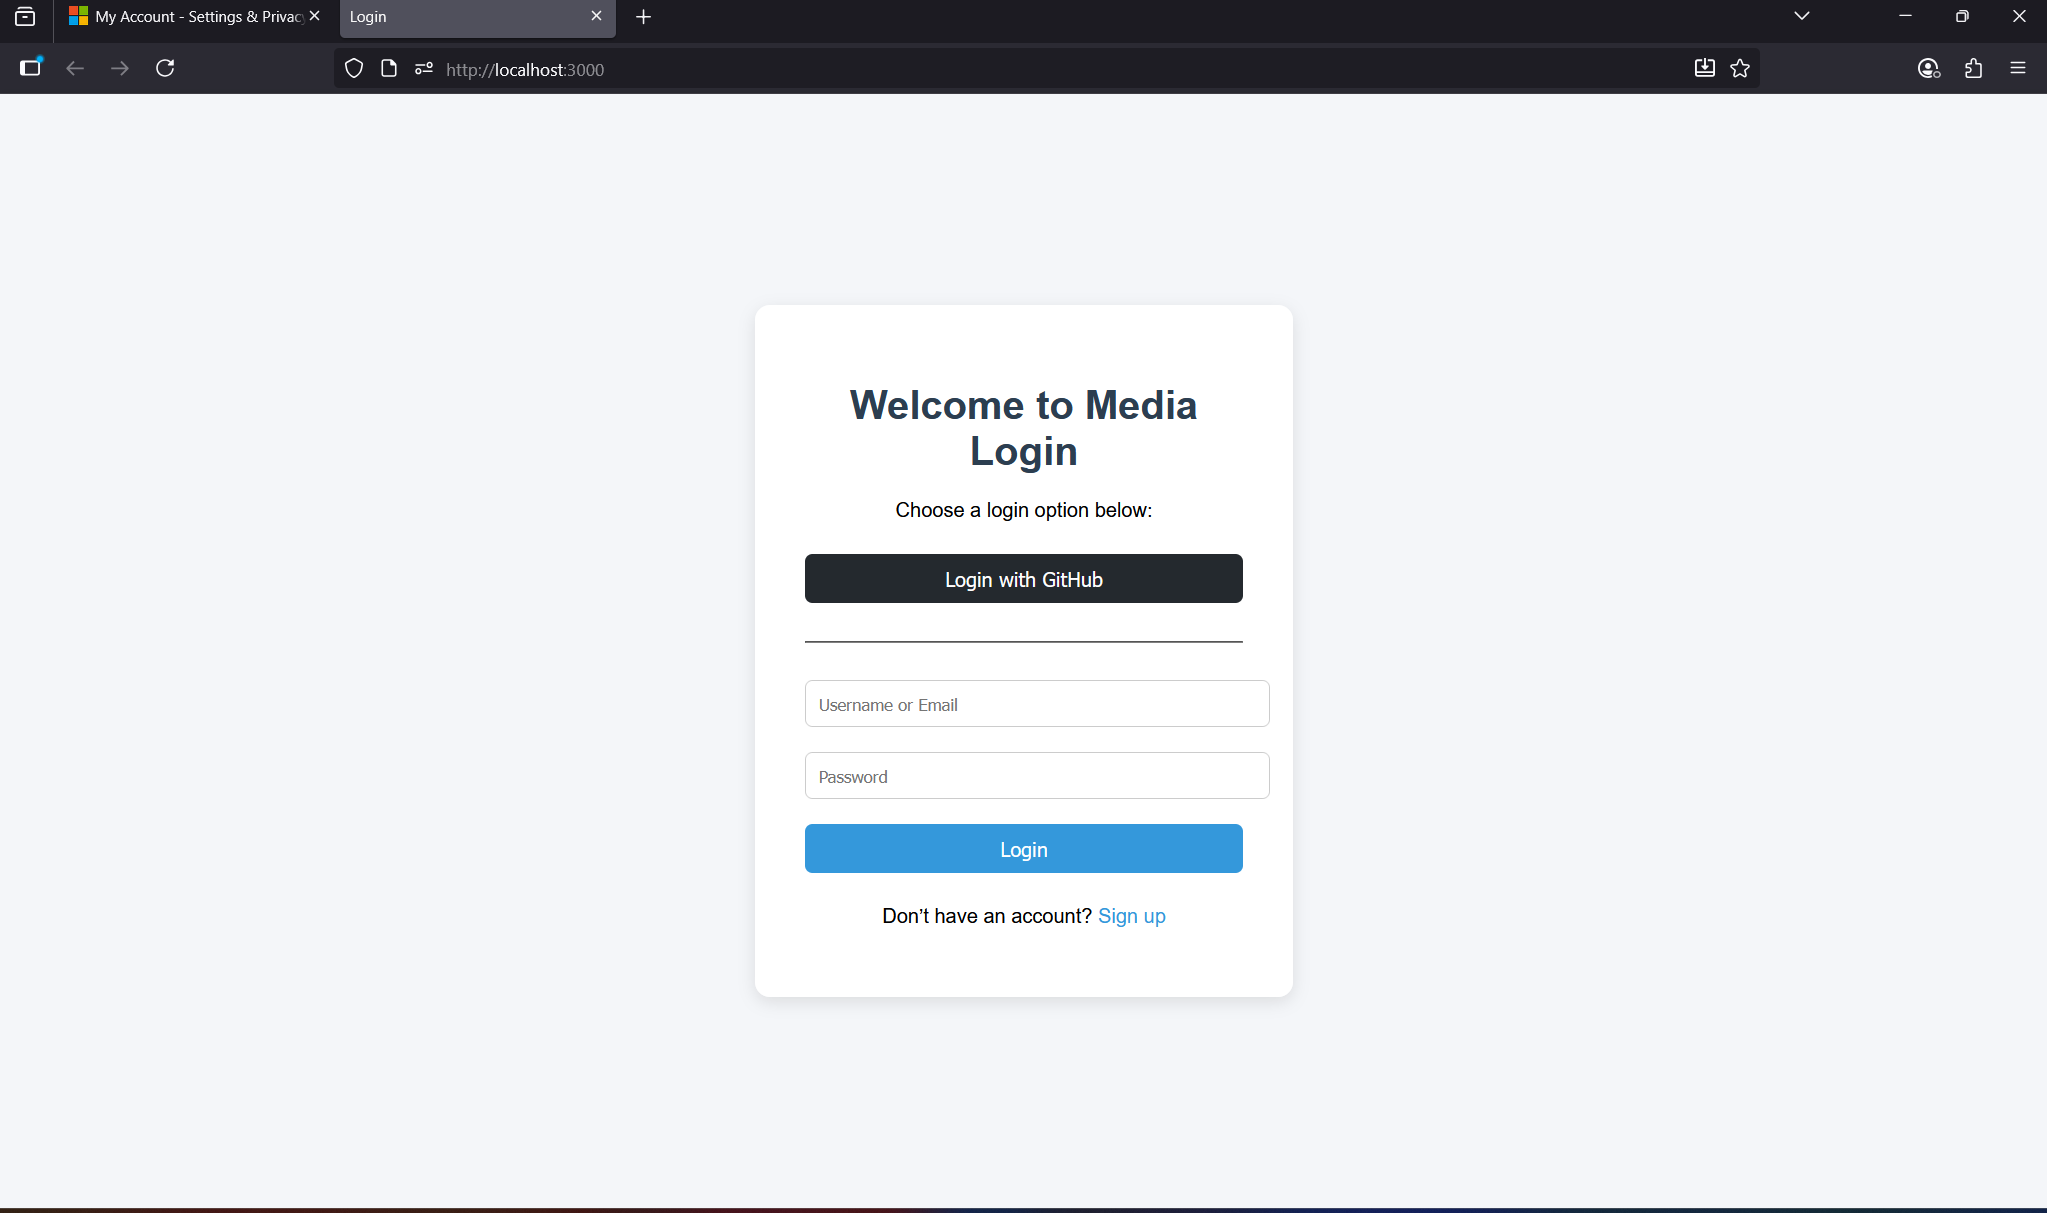 My Account - Settings & Privac
Login
http://localhost:3000
Welcome to Media
Login
Choose a login option below:
Login with GitHub
Username or Email
Password
Login
Don’t have an account? Sign up